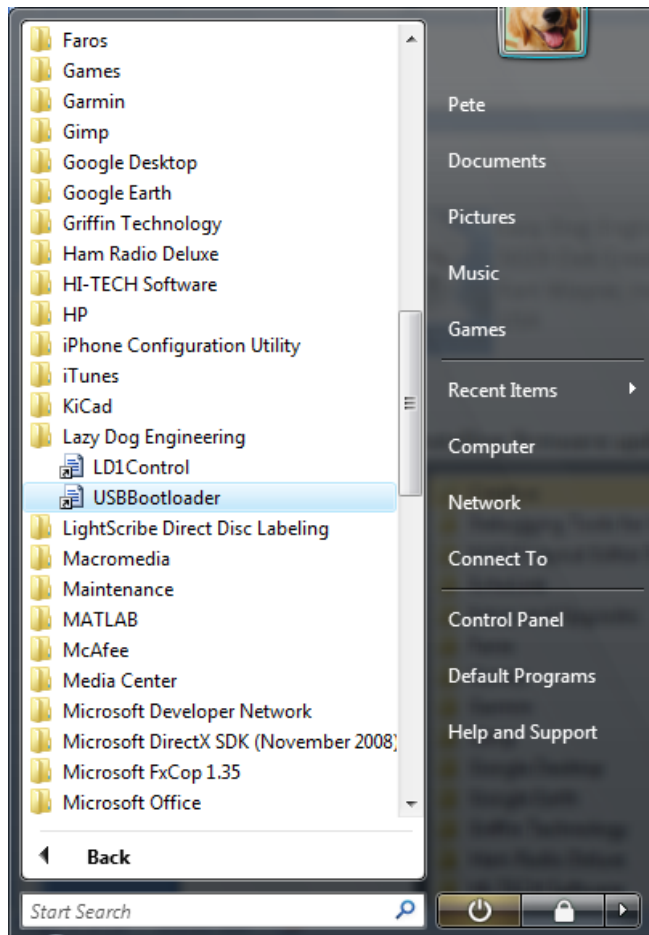 Faros
Games
Garmin
Gimp
Google Desktop
Google Earth
Griffin Technology
Ham Radio Deluxe
HI-TECH Software
HP
iPhone Configuration Utility
iTunes
KiCad
Lazy Dog Engineering
LD1Control
USBBootloader
LightScribe Direct Disc Labeling
Macromedia
Maintenance
MATLAB
McAfee
Media Center
Microsoft Developer Network
Microsoft DirectX SDK (November 2008)
Microsoft FxCop 1.35
Microsoft Office
Back
Start Search
Pete
Documents
Pictures
Music
Games
Recent Items
Computer
Network
Connect To
Control Panel
Default Programs
Help and Support